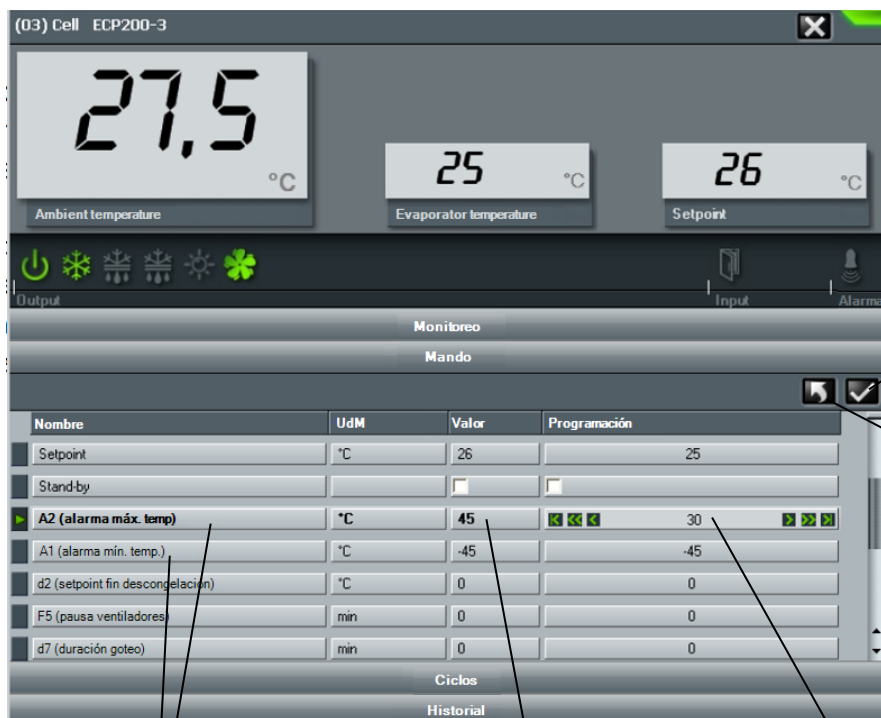 (03) Cell ECP200-3
27,5 °C
Ambient temperature
25 °C
Evaporator temperature
26 °C
Setpoint
Output
Input
Alarma
Monitoreo
Mando
Nombre UdM Valor Programación
Setpoint °C 26 25
Stand-by
A2 (alarma máx. temp) °C 45 30
A1 (alarma mín. temp.) °C -45 -45
d2 (setpoint fin descongelación) °C 0 0
F5 (pausa ventiladores) min 0 0
d7 (duración goteo) min 0 0
Ciclos
Historial